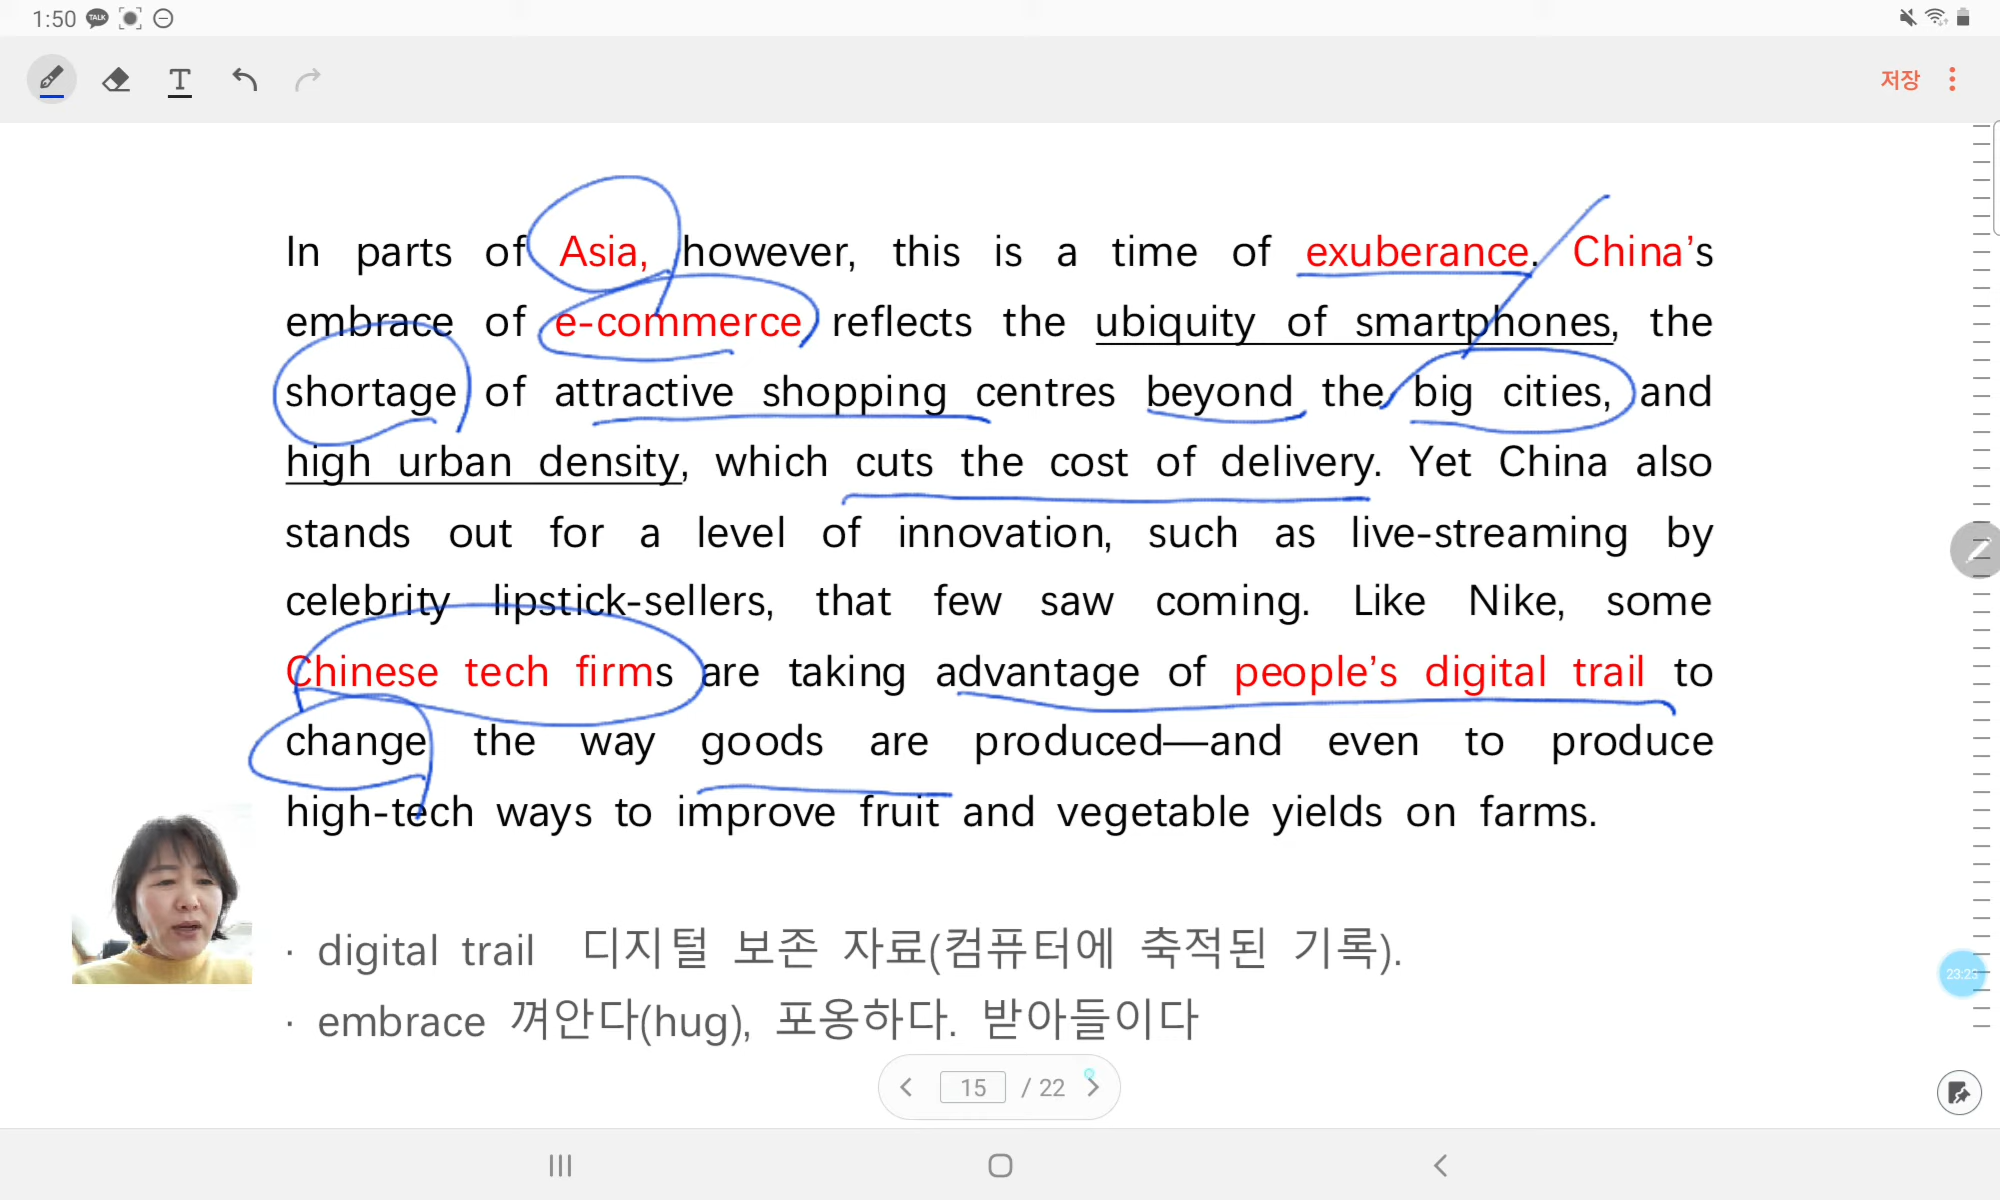 1:50 TALK
T 저장
In parts of Asia, however, this is a time of exuberance. China's
embrace of e-commerce reflects the ubiquity of smartphones, the
shortage of attractive shopping centres beyond the big cities, and
high urban density, which cuts the cost of delivery. Yet China also
stands out for a level of innovation, such as live-streaming by
celebrity lipstick-sellers, that few saw coming. Like Nike, some
Chinese tech firms are taking advantage of people's digital trail to
change the way goods are produced—and even to produce
high-tech ways to improve fruit and vegetable yields on farms.
· digital trail 디지털 보존 자료(컴퓨터에 축적된 기록).
· embrace 껴안다(hug), 포옹하다. 받아들이다
15 / 22